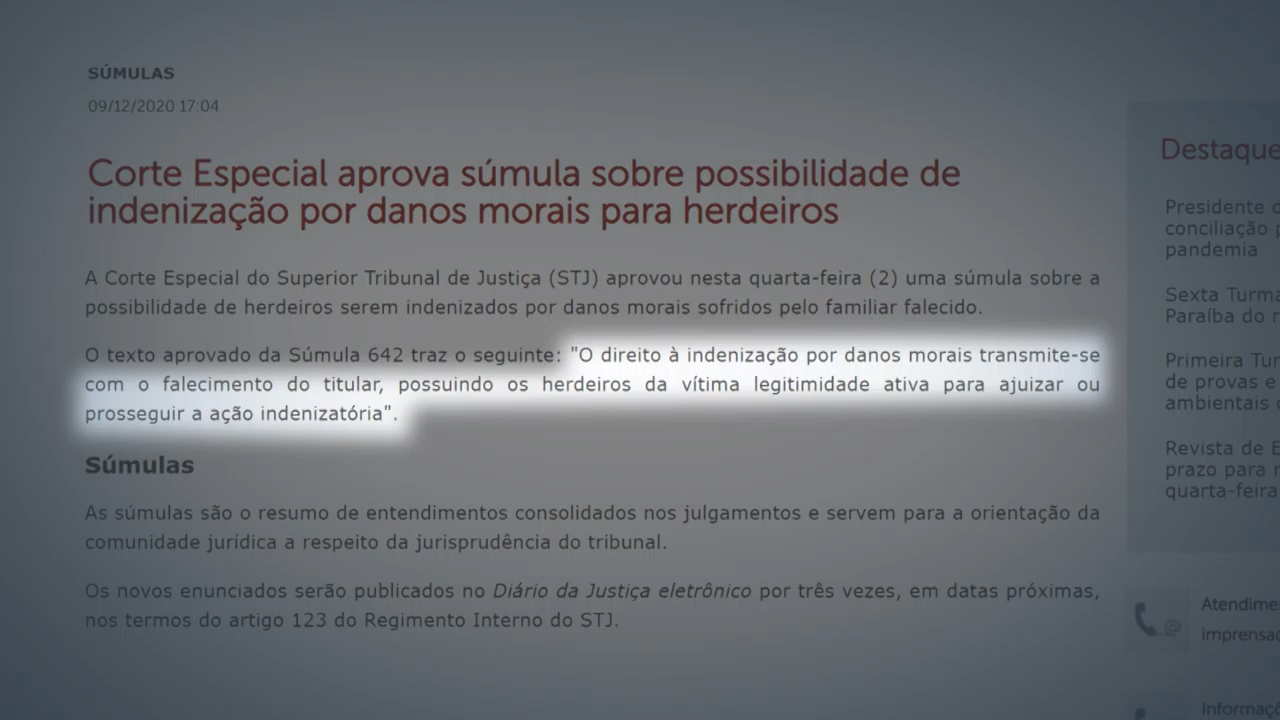 SÚMULAS
09/12/2020 17:04
Corte Especial aprova súmula sobre possibilidade de
indenização por danos morais para herdeiros
A Corte Especial do Superior Tribunal de Justiça (STJ) aprovou nesta quarta-feira (2) uma súmula sobre a
possibilidade de herdeiros serem indenizados por danos morais sofridos pelo familiar falecido.
O texto aprovado da Súmula 642 traz o seguinte: "O direito à indenização por danos morais transmite-se
com o falecimento do titular, possuindo os herdeiros da vítima legitimidade ativa para ajuizar ou
prosseguir a ação indenizatória".
Súmulas
As súmulas são o resumo de entendimentos consolidados nos julgamentos e servem para a orientação da
comunidade jurídica a respeito da jurisprudência do tribunal.
Os novos enunciados serão publicados no Diário da Justiça eletrônico por três vezes, em datas próximas,
nos termos do artigo 123 do Regimento Interno do STJ.
Destaque
Presidente
conciliação
pandemia
Sexta Turma
Paraíba do
Primeira
de provas e
ambientais
Revista de
prazo para
quarta-feira